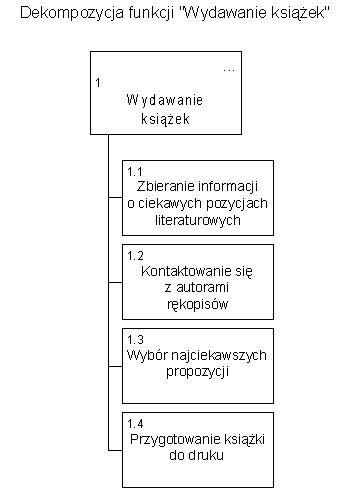 Dekompozycja funkcji "Wydawanie książek"
...
1
Wydawanie
książek
1.1
Zbieranie informacji
o ciekawych pozycjach
literaturowych
1.2
Kontaktowanie się
z autorami
rękopisów
1.3
Wybór najciekawszych
propozycji
1.4
Przygotowanie książki
do druku